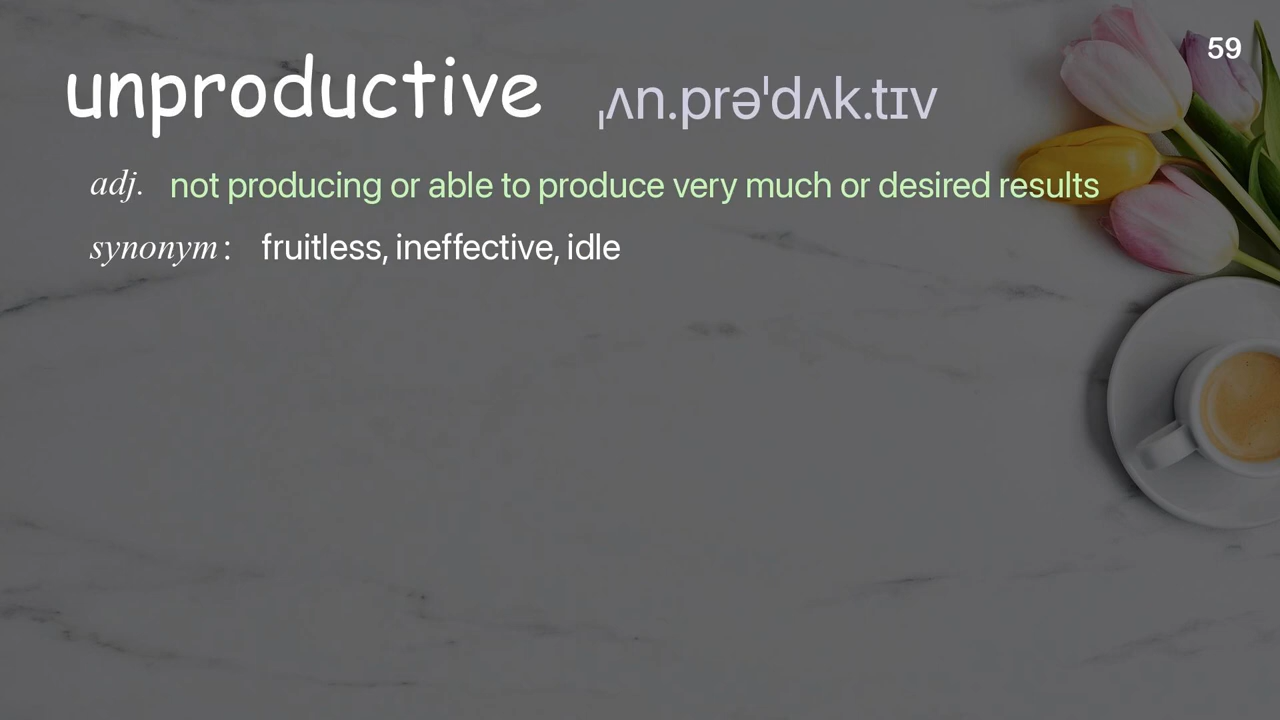 59
unproductive ˌʌn.prəˈdʌk.tɪv
adj. not producing or able to produce very much or desired results
synonym : fruitless, ineffective, idle